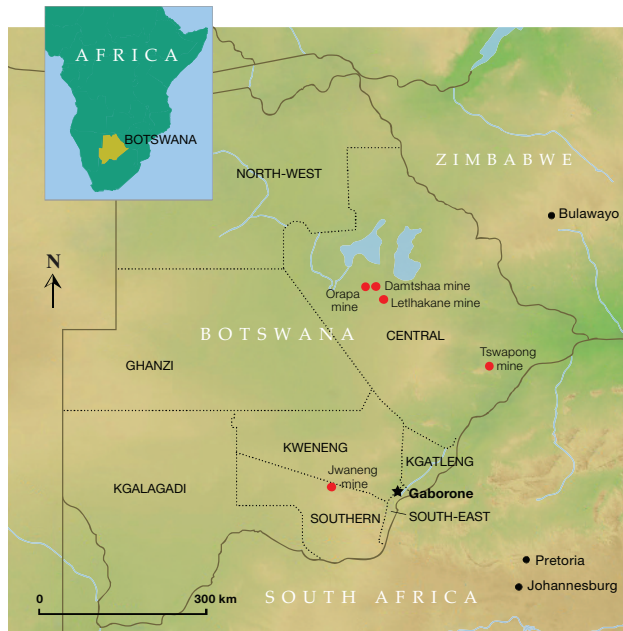 AFRICA
BOTSWANA
ZIMBABWE
NORTH-WEST
Bulawayo
N
Damtshaa mine
Orapa
mine
Letlhakane mine
BOTSWANA
CENTRAL
Tswapong
mine
GHANZI
KWENENG
KGATLENG
Jwaneng
mine
KGALAGADI
Gaborone
SOUTHERN
SOUTH-EAST
Pretoria
Johannesburg
0 300 km
SOUTH AFRICA